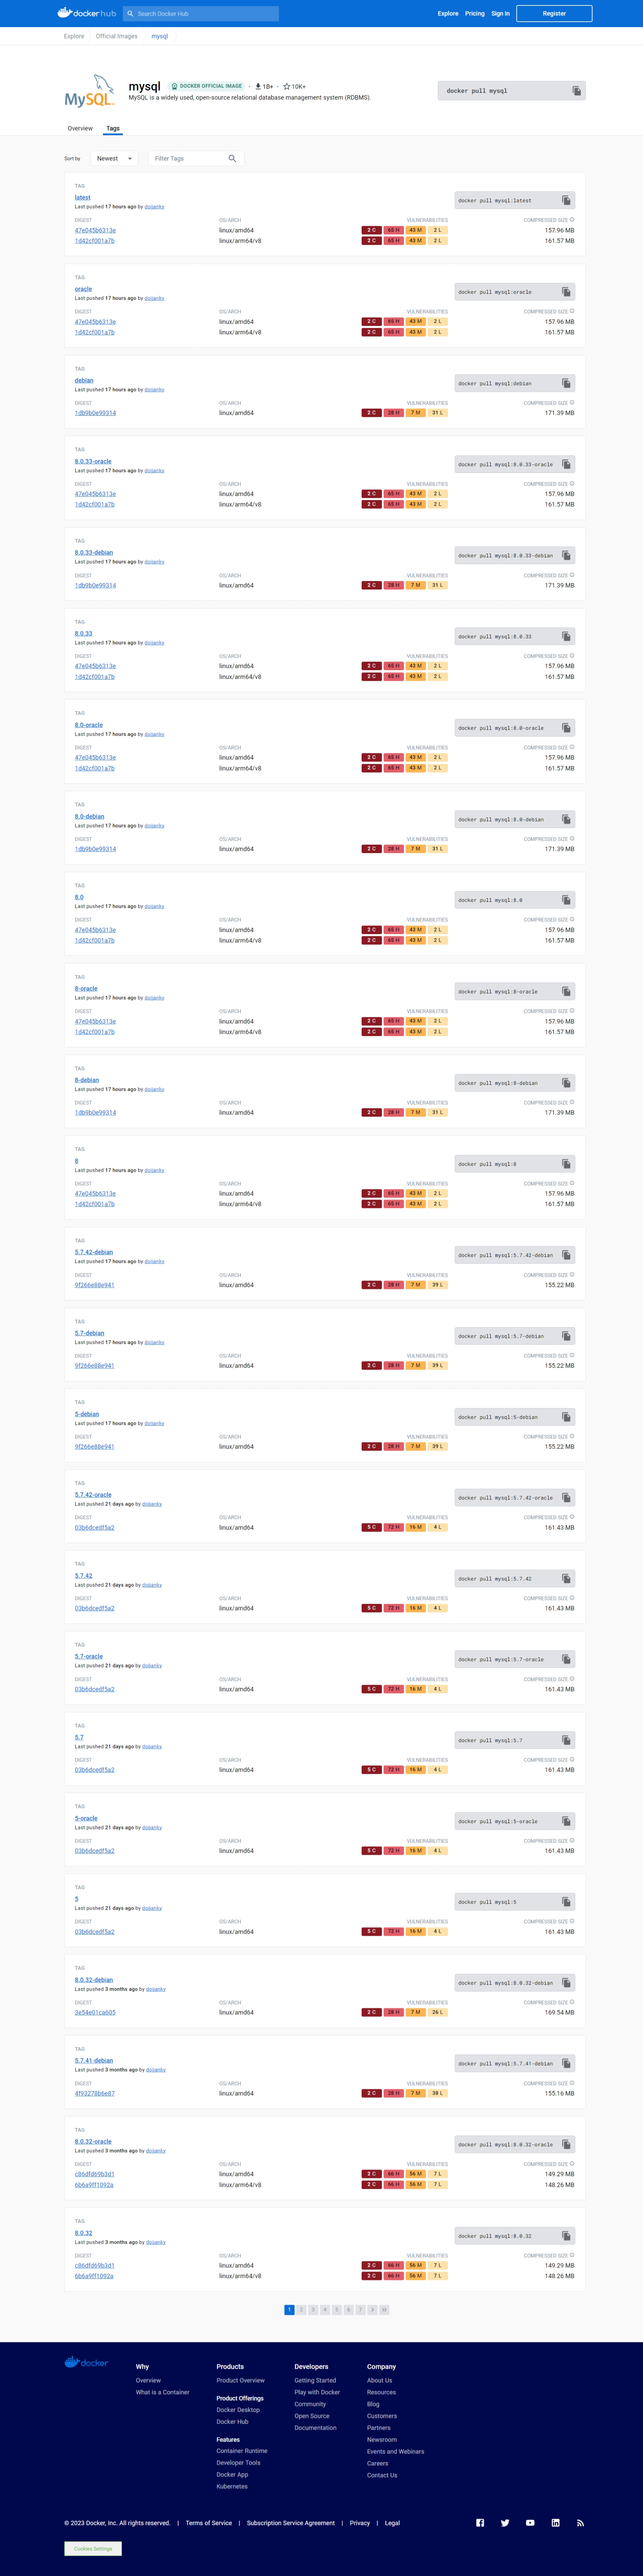 docker hub
Search Docker Hub
Explore Pricing Sign In Register
Explore Official Images mysql
MySQL
mysql DOCKER OFFICIAL IMAGE · 1B+ · 10K+
MySQL is a widely used, open-source relational database management system (RDBMS).
docker pull mysql
Overview Tags
Sort by Newest Filter Tags
TAG
latest
docker pull mysql:latest
Last pushed 17 hours ago by doijanky
DIGEST OS/ARCH VULNERABILITIES COMPRESSED SIZE
47e045b6313e linux/amd64 2 C 65 H 43 M 2 L 157.96 MB
1d42cf001a7b linux/arm64/v8 2 C 65 H 43 M 2 L 161.57 MB
TAG
oracle
docker pull mysql:oracle
Last pushed 17 hours ago by doijanky
DIGEST OS/ARCH VULNERABILITIES COMPRESSED SIZE
47e045b6313e linux/amd64 2 C 65 H 43 M 2 L 157.96 MB
1d42cf001a7b linux/arm64/v8 2 C 65 H 43 M 2 L 161.57 MB
TAG
debian
docker pull mysql:debian
Last pushed 17 hours ago by doijanky
DIGEST OS/ARCH VULNERABILITIES COMPRESSED SIZE
1db9b0e99314 linux/amd64 2 C 28 H 7 M 31 L 171.39 MB
TAG
8.0.33-oracle
docker pull mysql:8.0.33-oracle
Last pushed 17 hours ago by doijanky
DIGEST OS/ARCH VULNERABILITIES COMPRESSED SIZE
47e045b6313e linux/amd64 2 C 65 H 43 M 2 L 157.96 MB
1d42cf001a7b linux/arm64/v8 2 C 65 H 43 M 2 L 161.57 MB
TAG
8.0.33-debian
docker pull mysql:8.0.33-debian
Last pushed 17 hours ago by doijanky
DIGEST OS/ARCH VULNERABILITIES COMPRESSED SIZE
1db9b0e99314 linux/amd64 2 C 28 H 7 M 31 L 171.39 MB
TAG
8.0.33
docker pull mysql:8.0.33
Last pushed 17 hours ago by doijanky
DIGEST OS/ARCH VULNERABILITIES COMPRESSED SIZE
47e045b6313e linux/amd64 2 C 65 H 43 M 2 L 157.96 MB
1d42cf001a7b linux/arm64/v8 2 C 65 H 43 M 2 L 161.57 MB
TAG
8.0-oracle
docker pull mysql:8.0-oracle
Last pushed 17 hours ago by doijanky
DIGEST OS/ARCH VULNERABILITIES COMPRESSED SIZE
47e045b6313e linux/amd64 2 C 65 H 43 M 2 L 157.96 MB
1d42cf001a7b linux/arm64/v8 2 C 65 H 43 M 2 L 161.57 MB
TAG
8.0-debian
docker pull mysql:8.0-debian
Last pushed 17 hours ago by doijanky
DIGEST OS/ARCH VULNERABILITIES COMPRESSED SIZE
1db9b0e99314 linux/amd64 2 C 28 H 7 M 31 L 171.39 MB
TAG
8.0
docker pull mysql:8.0
Last pushed 17 hours ago by doijanky
DIGEST OS/ARCH VULNERABILITIES COMPRESSED SIZE
47e045b6313e linux/amd64 2 C 65 H 43 M 2 L 157.96 MB
1d42cf001a7b linux/arm64/v8 2 C 65 H 43 M 2 L 161.57 MB
TAG
8-oracle
docker pull mysql:8-oracle
Last pushed 17 hours ago by doijanky
DIGEST OS/ARCH VULNERABILITIES COMPRESSED SIZE
47e045b6313e linux/amd64 2 C 65 H 43 M 2 L 157.96 MB
1d42cf001a7b linux/arm64/v8 2 C 65 H 43 M 2 L 161.57 MB
TAG
8-debian
docker pull mysql:8-debian
Last pushed 17 hours ago by doijanky
DIGEST OS/ARCH VULNERABILITIES COMPRESSED SIZE
1db9b0e99314 linux/amd64 2 C 28 H 7 M 31 L 171.39 MB
TAG
8
docker pull mysql:8
Last pushed 17 hours ago by doijanky
DIGEST OS/ARCH VULNERABILITIES COMPRESSED SIZE
47e045b6313e linux/amd64 2 C 65 H 43 M 2 L 157.96 MB
1d42cf001a7b linux/arm64/v8 2 C 65 H 43 M 2 L 161.57 MB
TAG
5.7.42-debian
docker pull mysql:5.7.42-debian
Last pushed 17 hours ago by doijanky
DIGEST OS/ARCH VULNERABILITIES COMPRESSED SIZE
9f266e88e941 linux/amd64 2 C 28 H 7 M 39 L 155.22 MB
TAG
5.7-debian
docker pull mysql:5.7-debian
Last pushed 17 hours ago by doijanky
DIGEST OS/ARCH VULNERABILITIES COMPRESSED SIZE
9f266e88e941 linux/amd64 2 C 28 H 7 M 39 L 155.22 MB
TAG
5-debian
docker pull mysql:5-debian
Last pushed 17 hours ago by doijanky
DIGEST OS/ARCH VULNERABILITIES COMPRESSED SIZE
9f266e88e941 linux/amd64 2 C 28 H 7 M 39 L 155.22 MB
TAG
5.7.42-oracle
docker pull mysql:5.7.42-oracle
Last pushed 21 days ago by doijanky
DIGEST OS/ARCH VULNERABILITIES COMPRESSED SIZE
03b6dcedf5a2 linux/amd64 5 C 72 H 16 M 4 L 161.43 MB
TAG
5.7.42
docker pull mysql:5.7.42
Last pushed 21 days ago by doijanky
DIGEST OS/ARCH VULNERABILITIES COMPRESSED SIZE
03b6dcedf5a2 linux/amd64 5 C 72 H 16 M 4 L 161.43 MB
TAG
5.7-oracle
docker pull mysql:5.7-oracle
Last pushed 21 days ago by doijanky
DIGEST OS/ARCH VULNERABILITIES COMPRESSED SIZE
03b6dcedf5a2 linux/amd64 5 C 72 H 16 M 4 L 161.43 MB
TAG
5.7
docker pull mysql:5.7
Last pushed 21 days ago by doijanky
DIGEST OS/ARCH VULNERABILITIES COMPRESSED SIZE
03b6dcedf5a2 linux/amd64 5 C 72 H 16 M 4 L 161.43 MB
TAG
5-oracle
docker pull mysql:5-oracle
Last pushed 21 days ago by doijanky
DIGEST OS/ARCH VULNERABILITIES COMPRESSED SIZE
03b6dcedf5a2 linux/amd64 5 C 72 H 16 M 4 L 161.43 MB
TAG
5
docker pull mysql:5
Last pushed 21 days ago by doijanky
DIGEST OS/ARCH VULNERABILITIES COMPRESSED SIZE
03b6dcedf5a2 linux/amd64 5 C 72 H 16 M 4 L 161.43 MB
TAG
8.0.32-debian
docker pull mysql:8.0.32-debian
Last pushed 3 months ago by doijanky
DIGEST OS/ARCH VULNERABILITIES COMPRESSED SIZE
3e54e01ca605 linux/amd64 2 C 28 H 7 M 26 L 169.54 MB
TAG
5.7.41-debian
docker pull mysql:5.7.41-debian
Last pushed 3 months ago by doijanky
DIGEST OS/ARCH VULNERABILITIES COMPRESSED SIZE
4f93278b6e87 linux/amd64 2 C 28 H 7 M 38 L 155.16 MB
TAG
8.0.32-oracle
docker pull mysql:8.0.32-oracle
Last pushed 3 months ago by doijanky
DIGEST OS/ARCH VULNERABILITIES COMPRESSED SIZE
c86dfd69b3d1 linux/amd64 2 C 66 H 56 M 7 L 149.29 MB
6b6a9ff1092a linux/arm64/v8 2 C 66 H 56 M 7 L 148.26 MB
TAG
8.0.32
docker pull mysql:8.0.32
Last pushed 3 months ago by doijanky
DIGEST OS/ARCH VULNERABILITIES COMPRESSED SIZE
c86dfd69b3d1 linux/amd64 2 C 66 H 56 M 7 L 149.29 MB
6b6a9ff1092a linux/arm64/v8 2 C 66 H 56 M 7 L 148.26 MB
1 2 3 4 5 6 7
docker
Why
Overview
What is a Container
Products
Product Overview
Product Offerings
Docker Desktop
Docker Hub
Features
Container Runtime
Developer Tools
Docker App
Kubernetes
Developers
Getting Started
Play with Docker
Community
Open Source
Documentation
Company
About Us
Resources
Blog
Customers
Partners
Newsroom
Events and Webinars
Careers
Contact Us
© 2023 Docker, Inc. All rights reserved. | Terms of Service | Subscription Service Agreement | Privacy | Legal
Cookies Settings